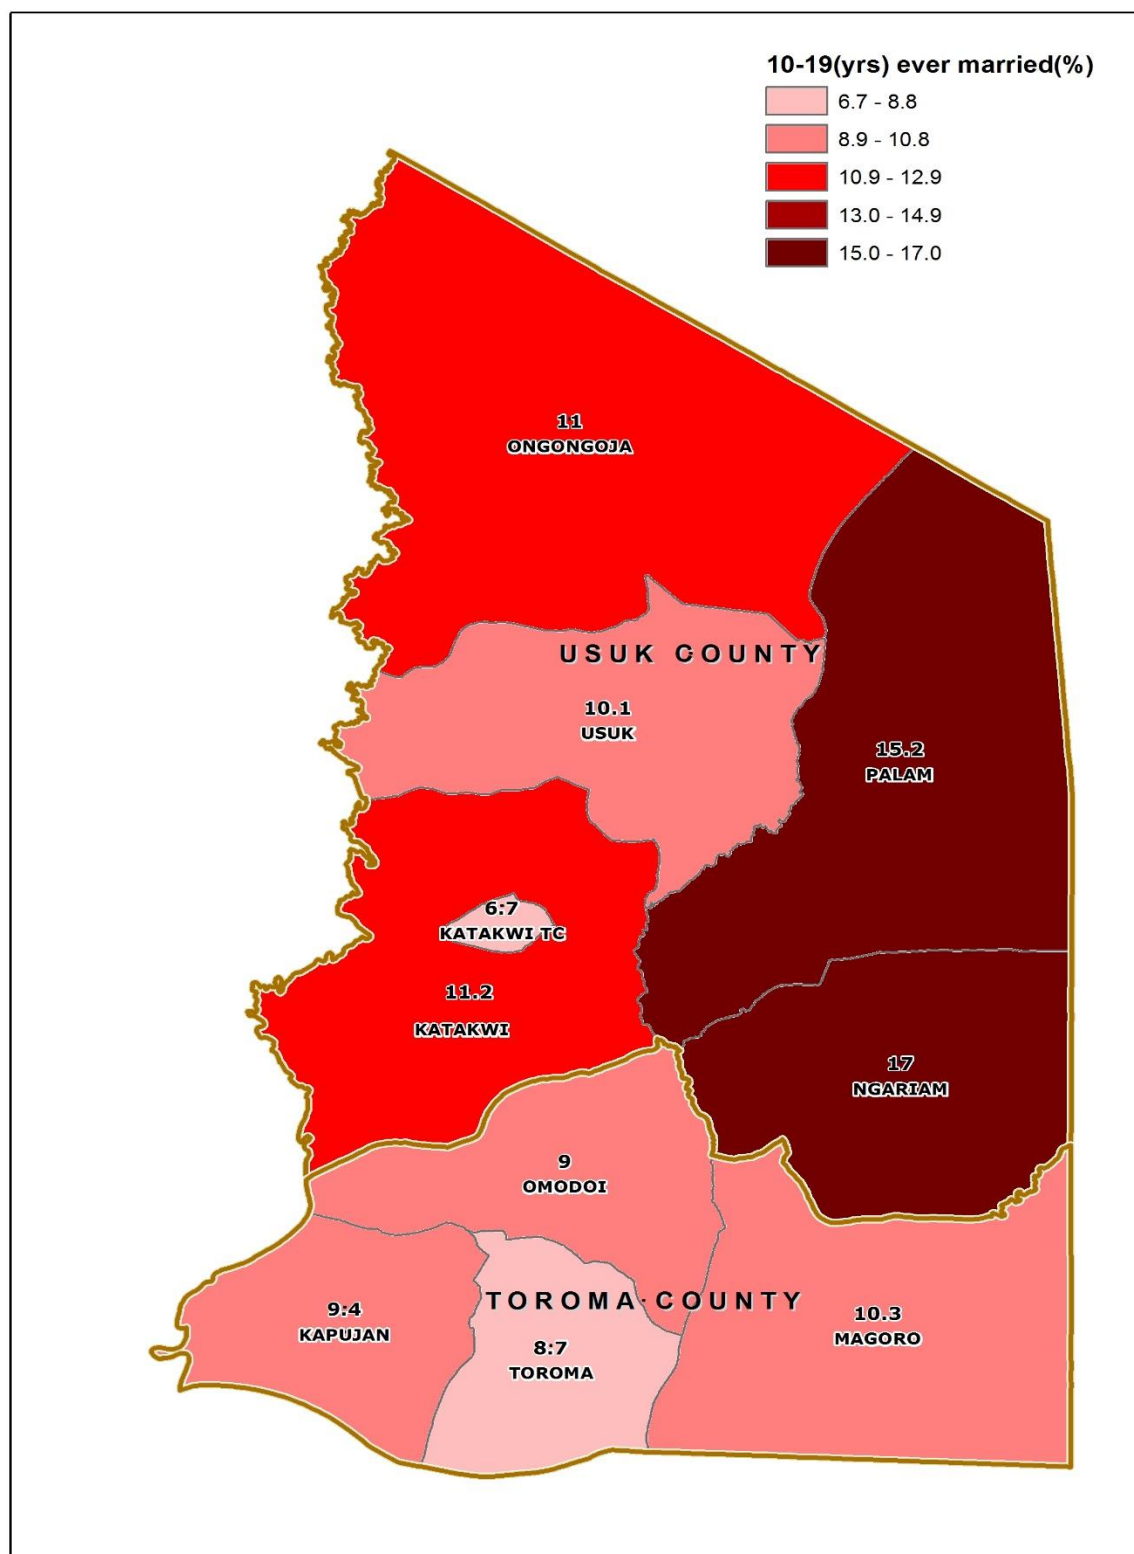 10-19(yrs) ever married(%)
6.7 - 8.8
8.9 - 10.8
10.9 - 12.9
13.0 - 14.9
15.0 - 17.0
11
ONGONGOJA
USUK COUNTY
10.1
USUK
15.2
PALAM
6:7
KATAKWI TC
11.2
KATAKWI
17
NGARIAM
9
OMODOI
TOROMA COUNTY
9:4
KAPUJAN
8:7
TOROMA
10.3
MAGORO